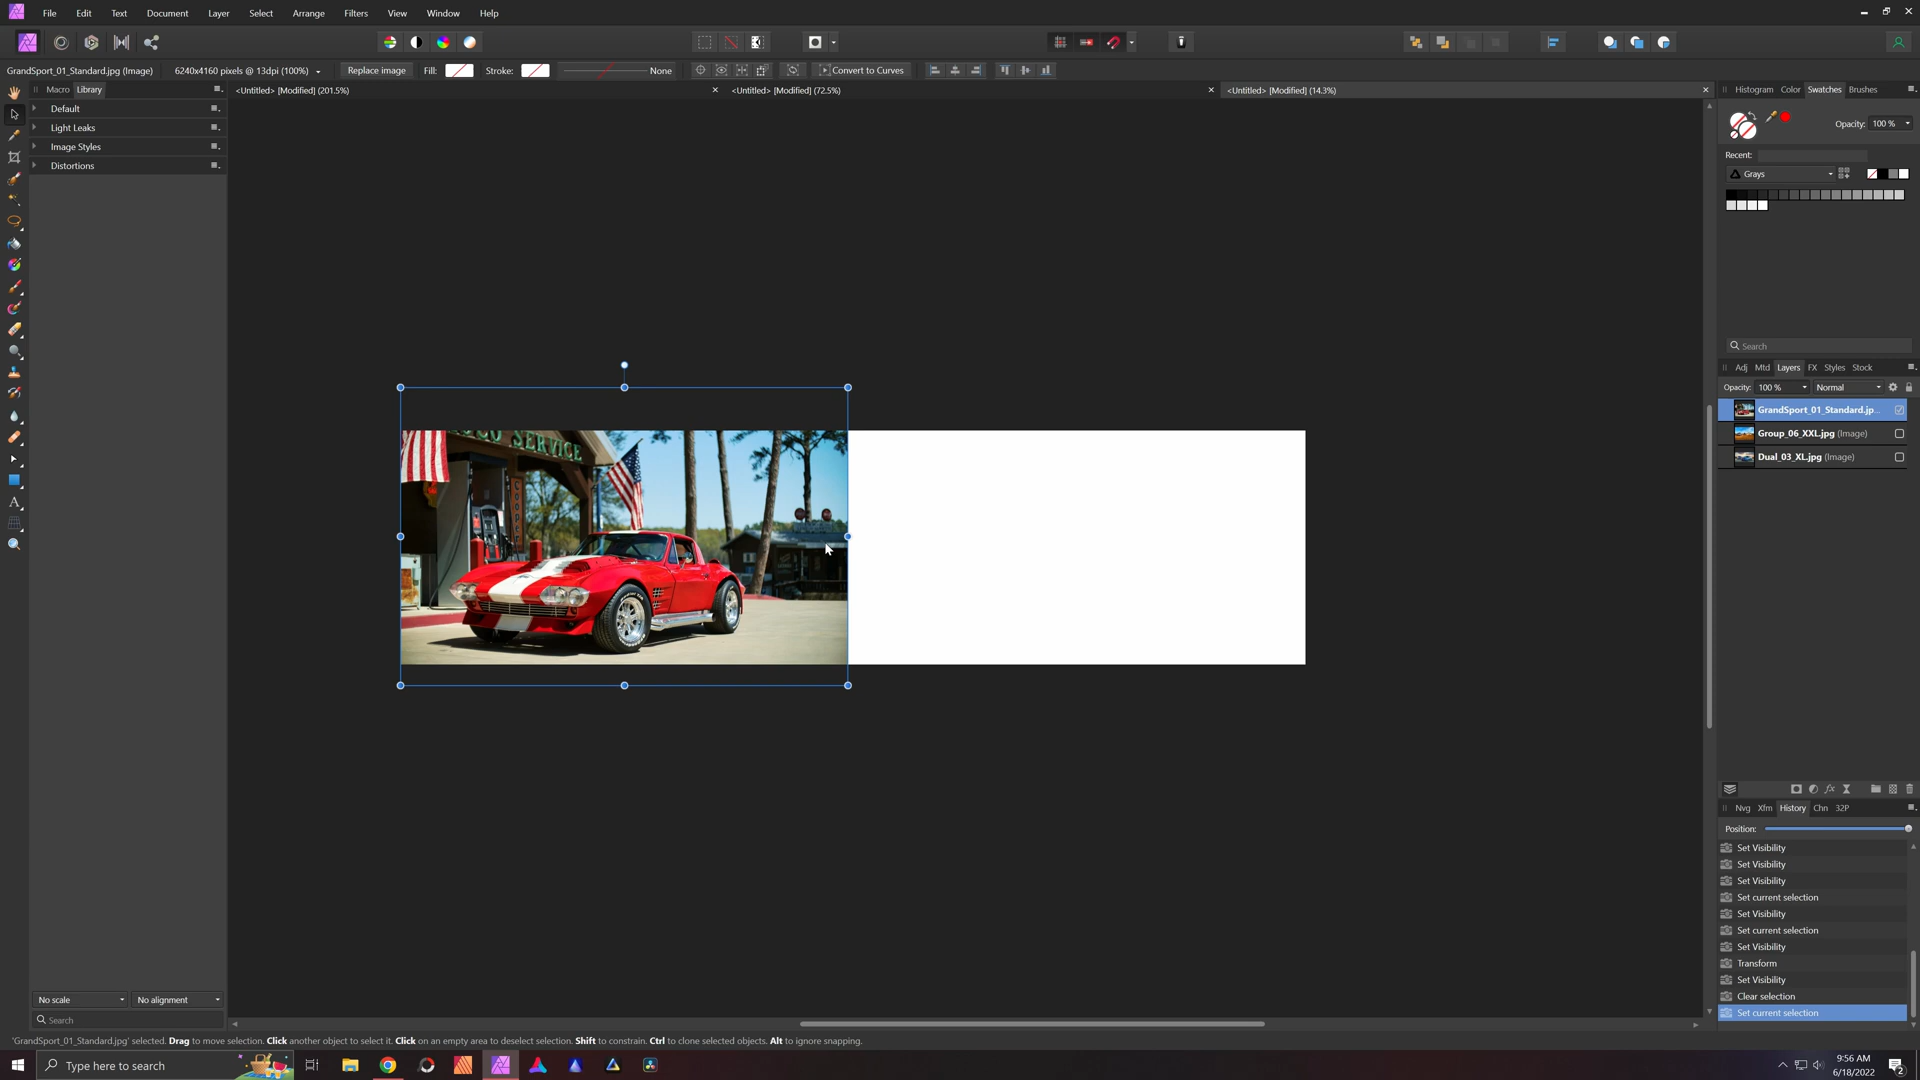 File Edit Text Document Layer Select Arrange Filters View Window Help
GrandSport_01_Standard.jpg (Image) 6240x4160 pixels @ 13dpi (100%) Replace image Fill: Stroke: None Convert to Curves
Macro Library
<Untitled> [Modified] (201.5%)
<Untitled> [Modified] (72.5%)
<Untitled> [Modified] (14.3%)
Default
Light Leaks
Image Styles
Distortions
Histogram Color Swatches Brushes
Opacity: 100 %
Recent:
Grays
Search
Adj Mtd Layers FX Styles Stock
Opacity: 100 % Normal
GrandSport_01_Standard.jp...
Group_06_XXL.jpg (Image)
Dual_03_XL.jpg (Image)
SERVICE
Cooper
Nvg Xfm History Chn 32P
Position:
Set Visibility
Set Visibility
Set Visibility
Set current selection
Set Visibility
Set current selection
Set Visibility
Transform
Set Visibility
Clear selection
Set current selection
No scale No alignment
Search
'GrandSport_01_Standard.jpg' selected. Drag to move selection. Click another object to select it. Click on an empty area to deselect selection. Shift to constrain. Ctrl to clone selected objects. Alt to ignore snapping.
Type here to search
9:56 AM
6/18/2022
2